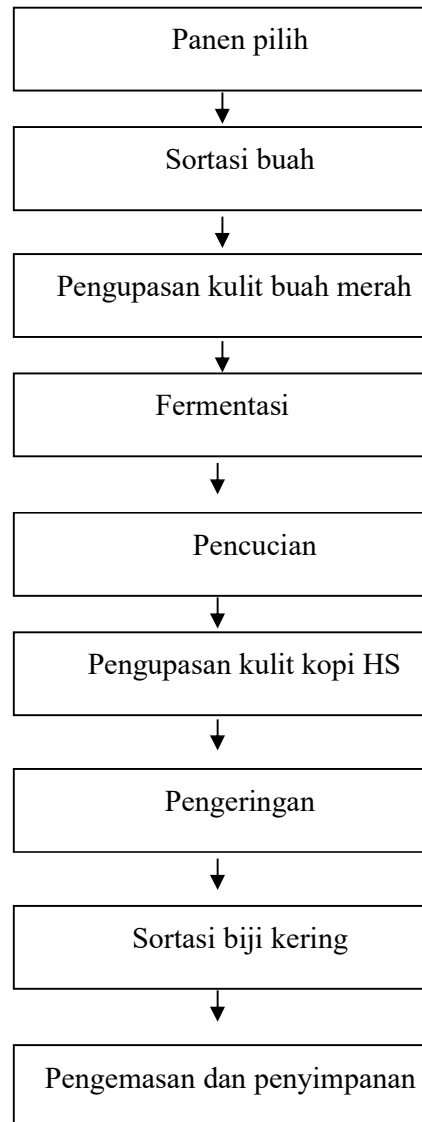 Panen pilih
Sortasi buah
Pengupasan kulit buah merah
Fermentasi
Pencucian
Pengupasan kulit kopi HS
Pengeringan
Sortasi biji kering
Pengemasan dan penyimpanan